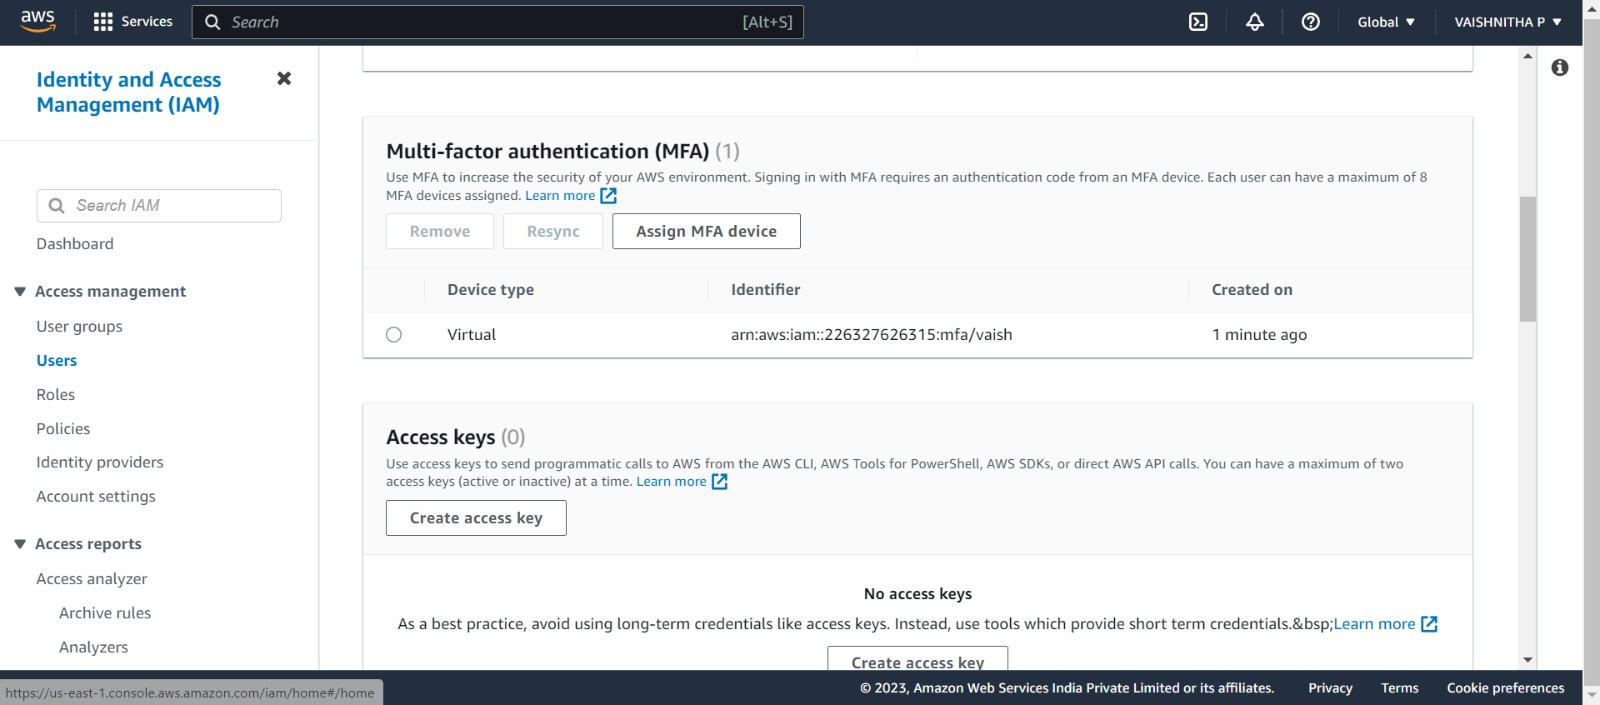 aws
Services
Search
[Alt+S]
Global
VAISHNITHA P
Identity and Access
Management (IAM)
Search IAM
Dashboard
Access management
User groups
Users
Roles
Policies
Identity providers
Account settings
Access reports
Access analyzer
Archive rules
Analyzers
Multi-factor authentication (MFA) (1)
Use MFA to increase the security of your AWS environment. Signing in with MFA requires an authentication code from an MFA device. Each user can have a maximum of 8
MFA devices assigned. Learn more
Remove
Resync
Assign MFA device
Device type
Identifier
Created on
Virtual
arn:aws:iam::226327626315:mfa/vaish
1 minute ago
Access keys (0)
Use access keys to send programmatic calls to AWS from the AWS CLI, AWS Tools for PowerShell, AWS SDKs, or direct AWS API calls. You can have a maximum of two
access keys (active or inactive) at a time. Learn more
Create access key
No access keys
As a best practice, avoid using long-term credentials like access keys. Instead, use tools which provide short term credentials.&bsp;Learn more
Create access key
https://us-east-1.console.aws.amazon.com/iam/home#/home
© 2023, Amazon Web Services India Private Limited or its affiliates.
Privacy
Terms
Cookie preferences